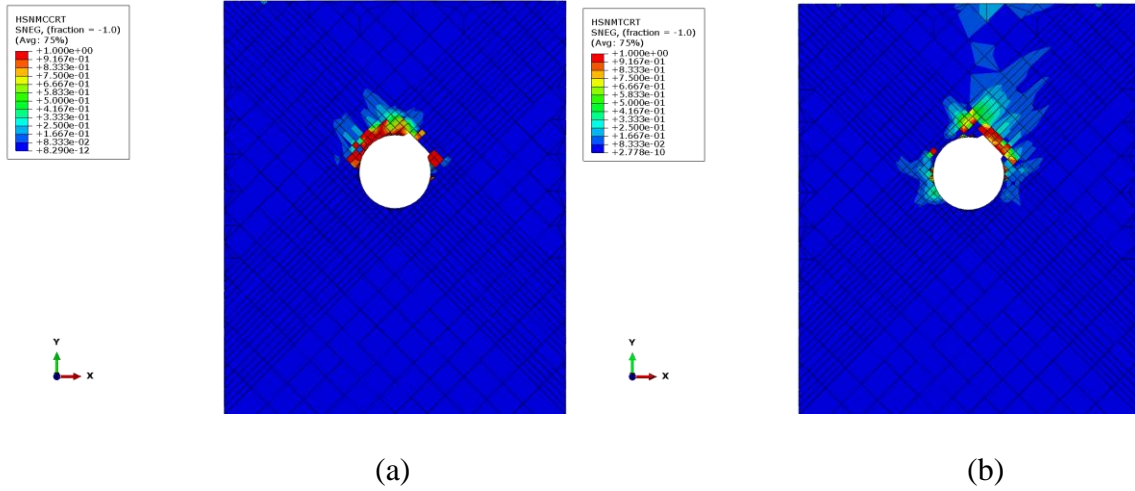 HSNMCCRT
SNEG, (fraction = -1.0)
(Avg: 75%)
+1.000e+00
+9.167e-01
+8.333e-01
+7.500e-01
+6.667e-01
+5.833e-01
+5.000e-01
+4.167e-01
+3.333e-01
+2.500e-01
+1.667e-01
+8.333e-02
+8.290e-12
Y
X
HSNMTCRT
SNEG, (fraction = -1.0)
(Avg: 75%)
+1.000e+00
+9.167e-01
+8.333e-01
+7.500e-01
+6.667e-01
+5.833e-01
+5.000e-01
+4.167e-01
+3.333e-01
+2.500e-01
+1.667e-01
+8.333e-02
+2.778e-10
Y
X
(a)
(b)